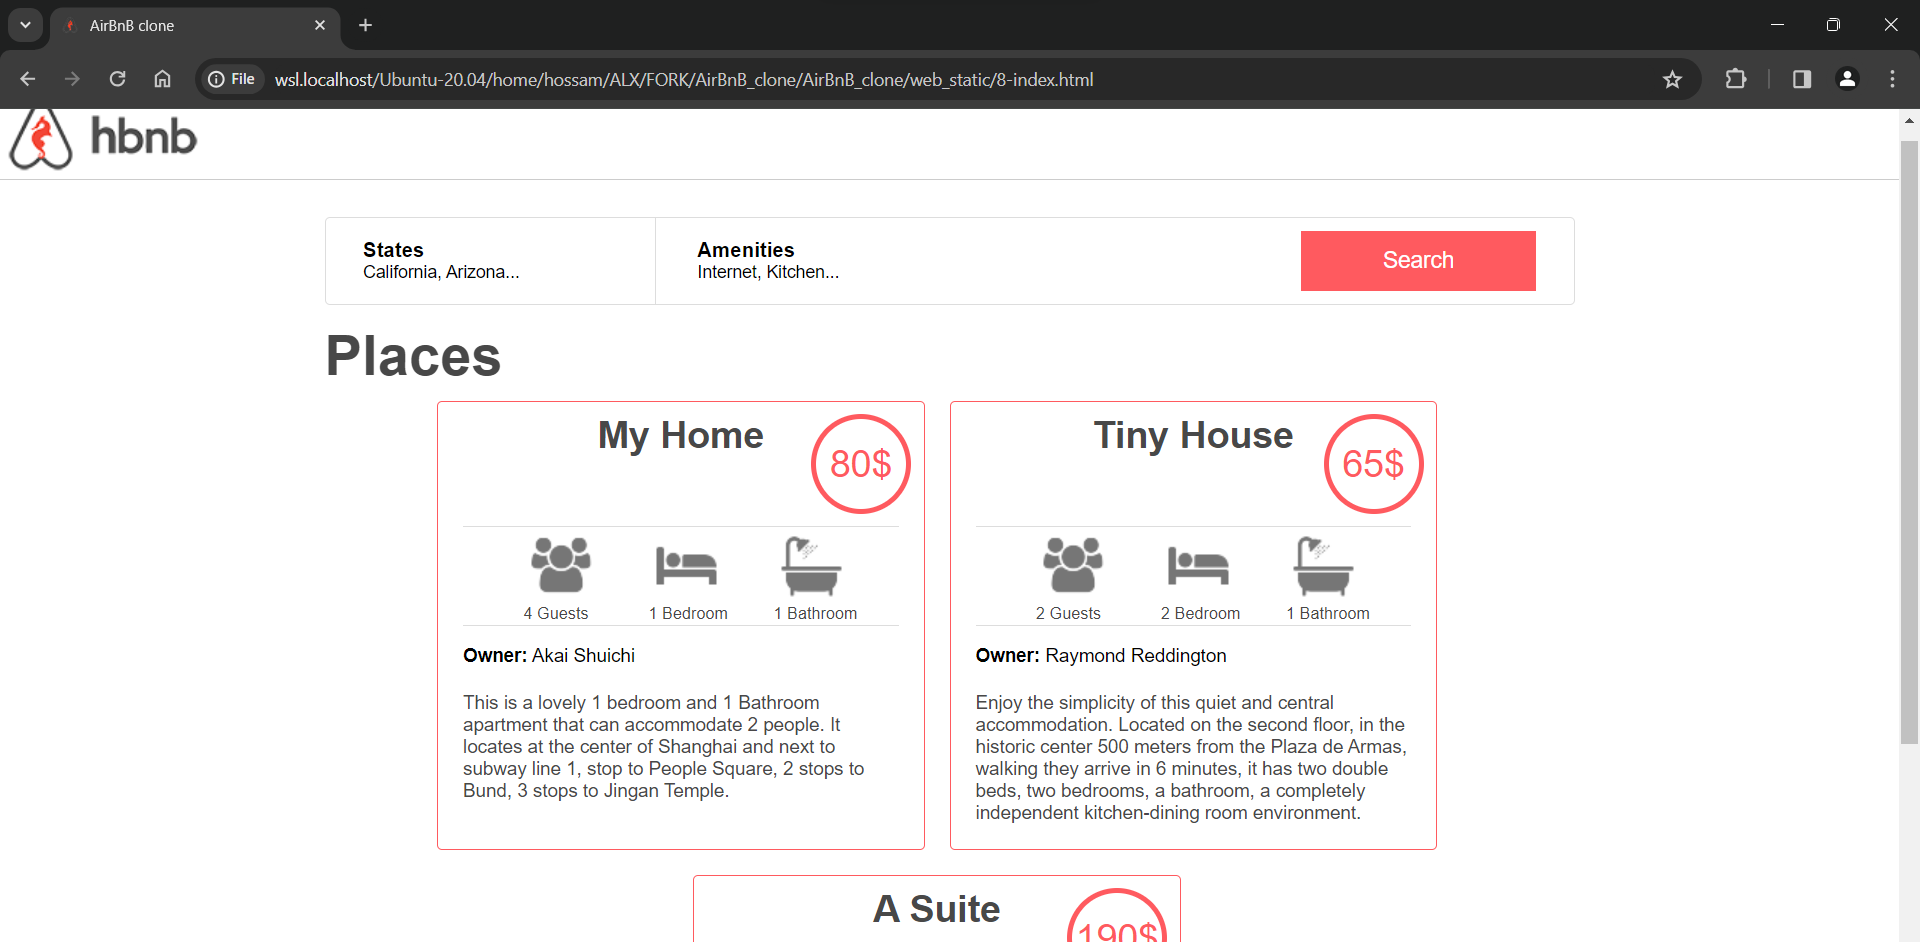 AirBnB clone
File wsl.localhost/Ubuntu-20.04/home/hossam/ALX/FORK/AirBnB_clone/AirBnB_clone/web_static/8-index.html
hbnb
States
California, Arizona...
Amenities
Internet, Kitchen...
Search
Places
My Home
80$
4 Guests
1 Bedroom
1 Bathroom
Owner: Akai Shuichi
This is a lovely 1 bedroom and 1 Bathroom
apartment that can accommodate 2 people. It
locates at the center of Shanghai and next to
subway line 1, stop to People Square, 2 stops to
Bund, 3 stops to Jingan Temple.
Tiny House
65$
2 Guests
2 Bedroom
1 Bathroom
Owner: Raymond Reddington
Enjoy the simplicity of this quiet and central
accommodation. Located on the second floor, in the
historic center 500 meters from the Plaza de Armas,
walking they arrive in 6 minutes, it has two double
beds, two bedrooms, a bathroom, a completely
independent kitchen-dining room environment.
A Suite
190$